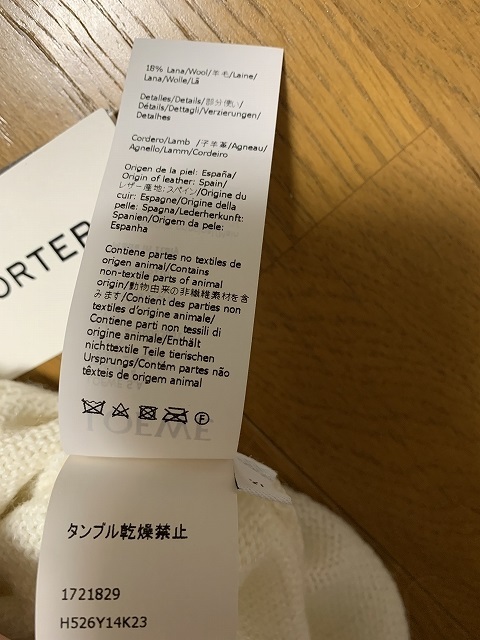 18% Lana/Wool/羊毛/Laine/
Lana/Wolle/Lã
Detalles/Details/部分使い/
Détails/Dettagli/Verzierungen/
Detalhes
Cordero/Lamb /子羊革/Agneau/
Agnello/Lamm/Cordeiro
Origen de la piel: España/
Origin of leather: Spain/
レザー産地:スペイン/Origine du
cuir: Espagne/Origine della
pelle: Spagna/Lederherkunft:
Spanien/Origem da pele:
Espanha
Contiene partes no textiles de
origen animal/Contains
non-textile parts of animal
origin/動物由来の非繊維素材を含
みます/Contient des parties non
textiles d'origine animale/
Contiene parti non tessili di
origine animale/Enthält
nichttextile Teile tierischen
Ursprungs/Contém partes não
têxteis de origem animal
P
LOEWE
ORTER
タンブル乾燥禁止
1721829
H526Y14K23